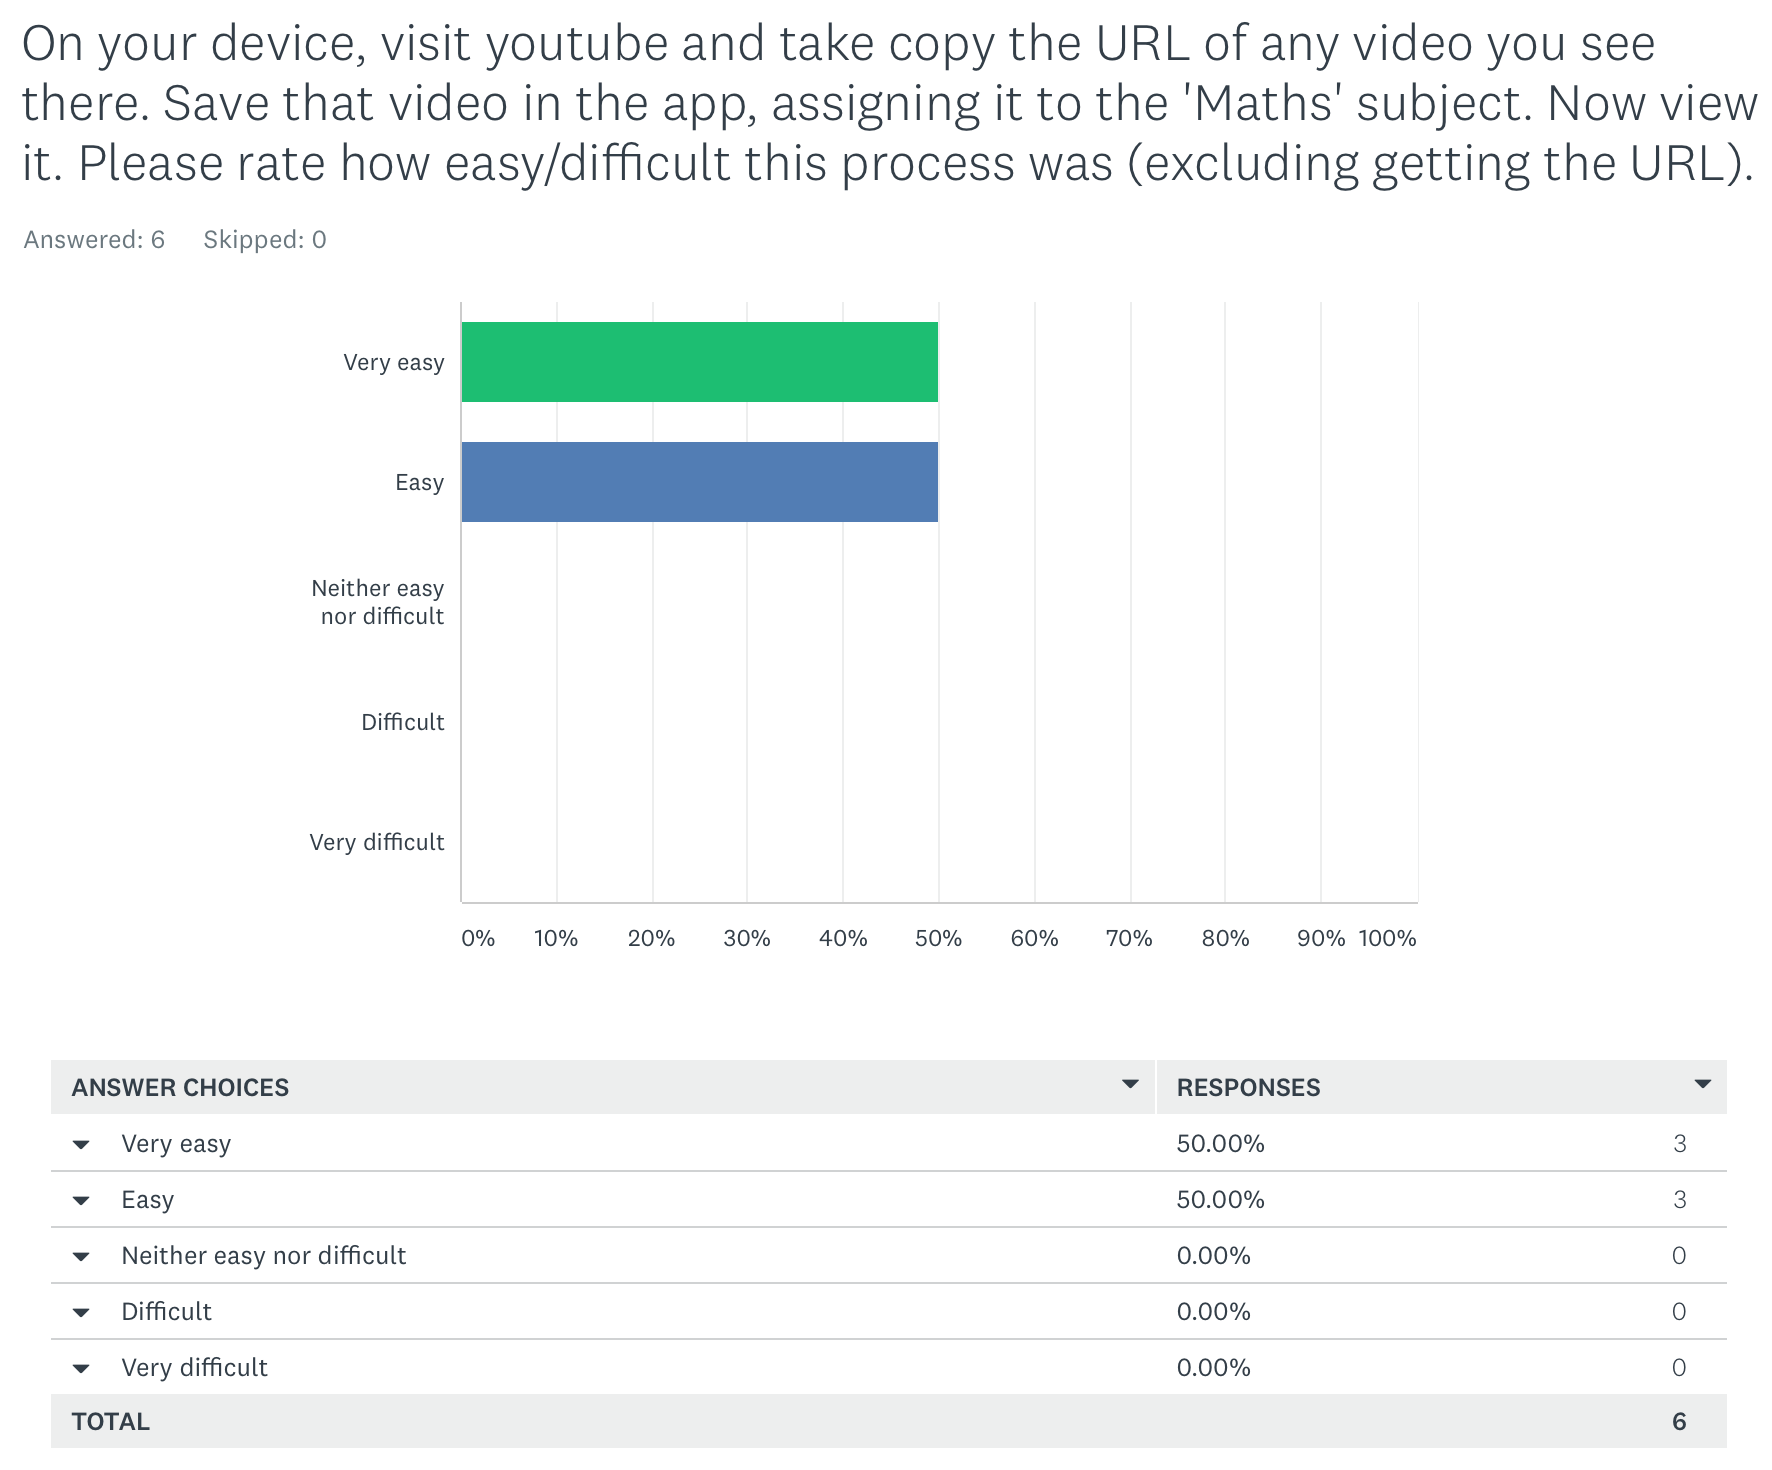 On your device, visit youtube and take copy the URL of any video you see
there. Save that video in the app, assigning it to the 'Maths' subject. Now view
it. Please rate how easy/difficult this process was (excluding getting the URL).
Answered: 6 Skipped: 0
Very easy
Easy
Neither easy
nor difficult
Difficult
Very difficult
0% 10% 20% 30% 40% 50% 60% 70% 80% 90% 100%
ANSWER CHOICES RESPONSES
Very easy 50.00% 3
Easy 50.00% 3
Neither easy nor difficult 0.00% 0
Difficult 0.00% 0
Very difficult 0.00% 0
TOTAL 6